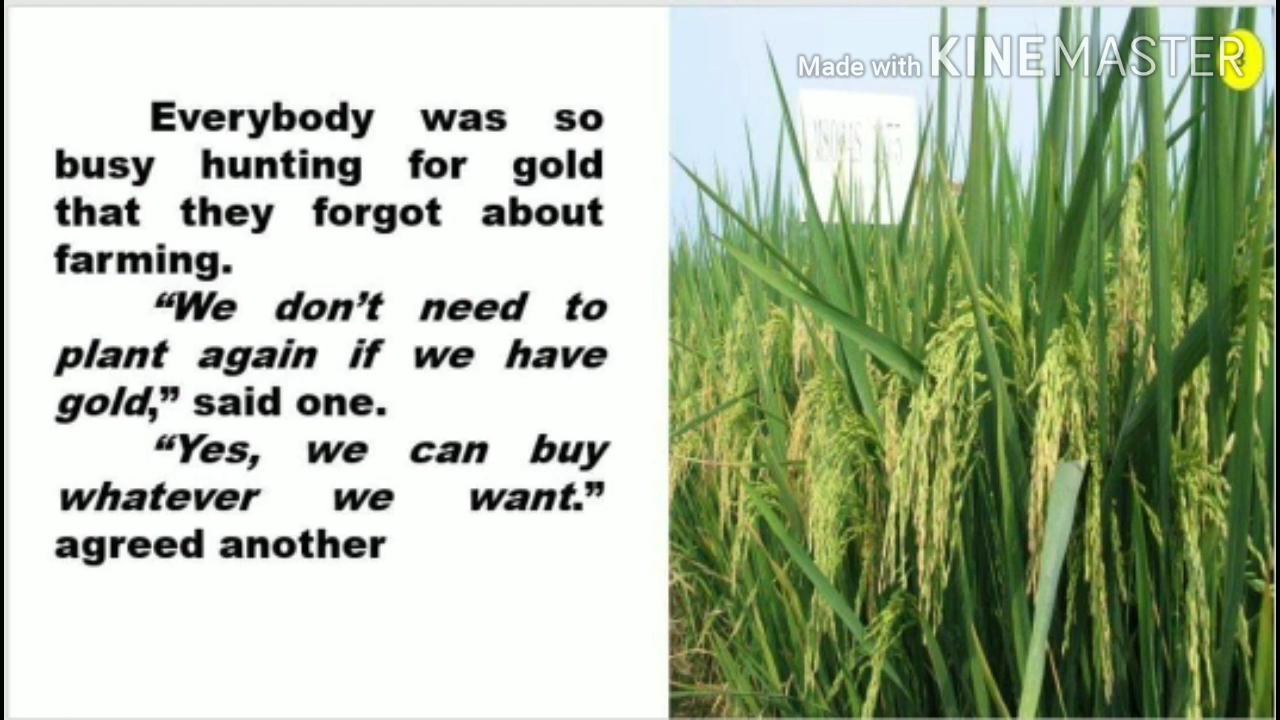 Made with KINEMASTER
Everybody was so
busy hunting for gold
that they forgot about
farming.
“We don’t need to
plant again if we have
gold,” said one.
“Yes, we can buy
whatever we want.”
agreed another